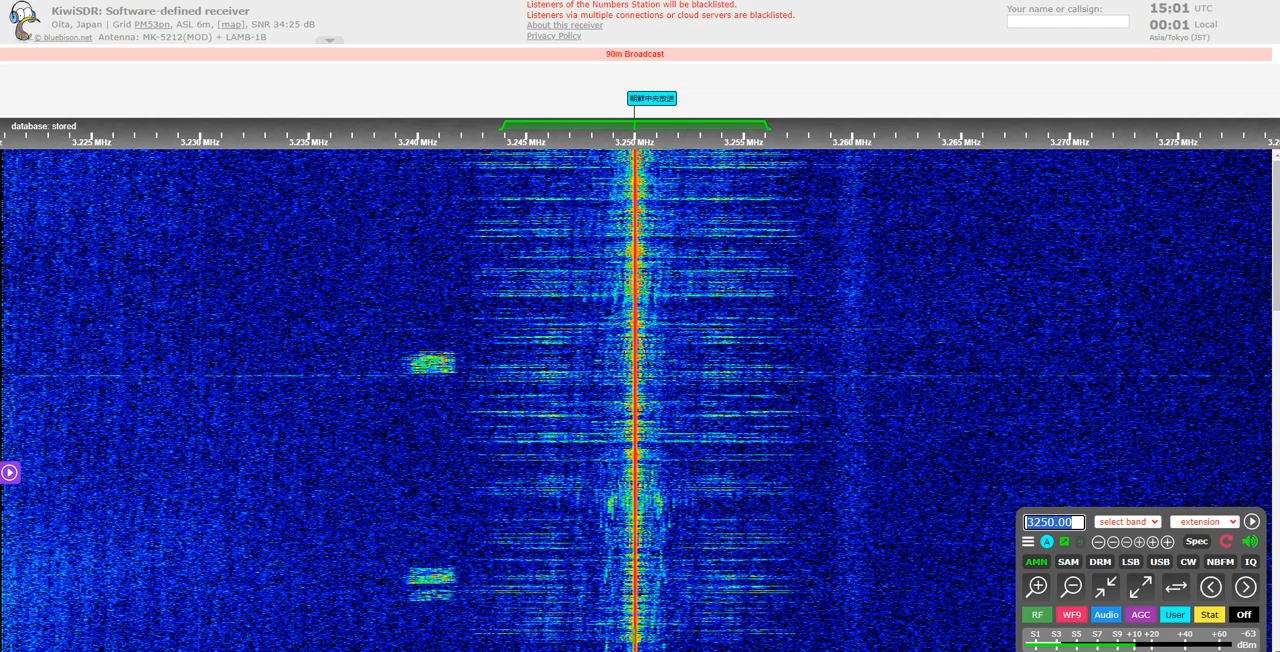 KiwiSDR: Software-defined receiver
Oita, Japan | Grid PM53pn, ASL 6m, [map], SNR 34:25 dB
© bluebison.net Antenna: MK-5212(MOD) + LAMB-1B
Listeners of the Numbers Station will be blacklisted.
Listeners via multiple connections or cloud servers are blacklisted.
About this receiver
Privacy Policy
Your name or callsign:
15:01 UTC
00:01 Local
Asia/Tokyo (JST)
90m Broadcast
朝鮮中央放送
database: stored
3.225 MHz 3.230 MHz 3.235 MHz 3.240 MHz 3.245 MHz 3.250 MHz 3.255 MHz 3.260 MHz 3.265 MHz 3.270 MHz 3.275 MHz 3.2
3250.00 select band extension
A Spec
AMN SAM DRM LSB USB CW NBFM IQ
RF WF9 Audio AGC User Stat Off
S1 S3 S5 S7 S9 +10 +20 +40 +60 -63
dBm